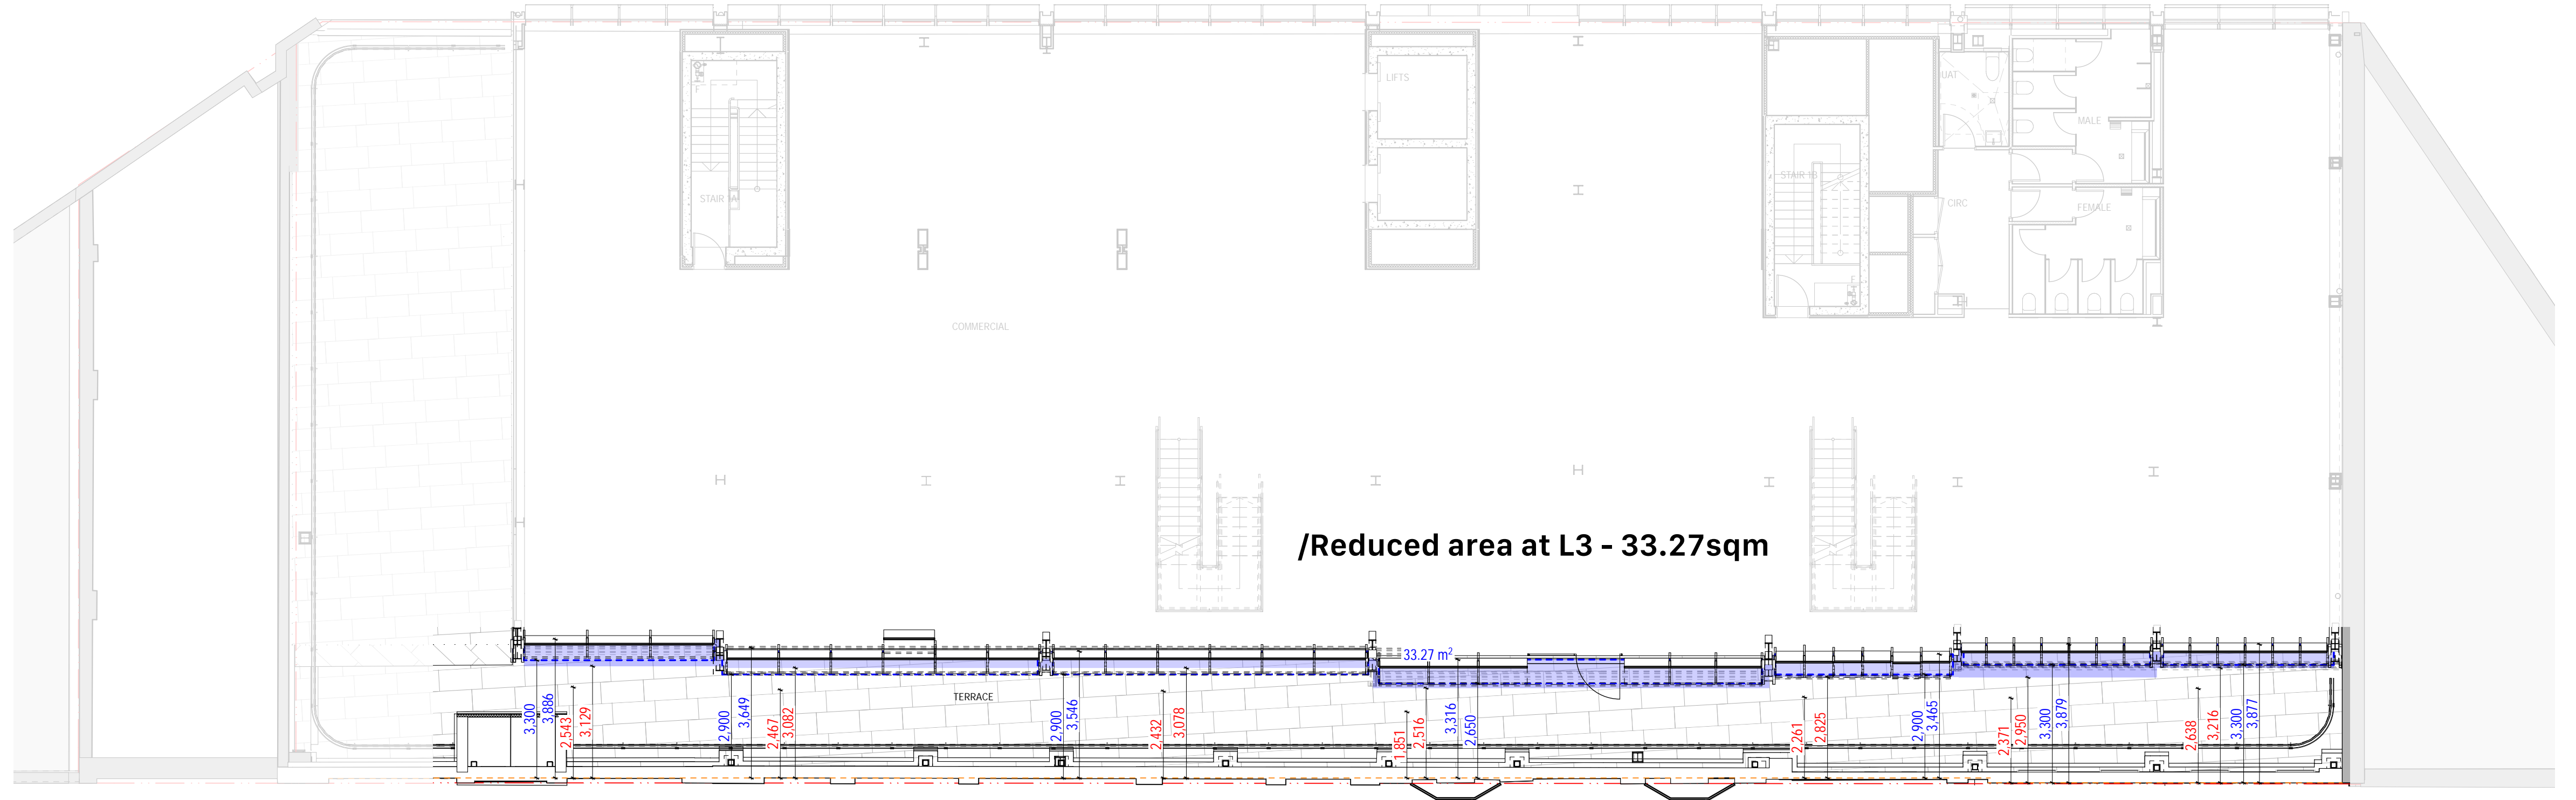 LIFTS
UAT
MALE
STAIR 1B
STAIR 1A
CIRC
FEMALE
COMMERCIAL
/Reduced area at L3 - 33.27sqm
33.27 m²
TERRACE
3,300
3,886
2,543
3,129
2,900
3,649
2,467
3,082
2,900
3,546
2,432
3,078
1,851
2,516
3,316
2,650
2,261
2,825
2,900
3,465
2,371
2,950
3,300
3,879
2,638
3,216
3,300
3,877